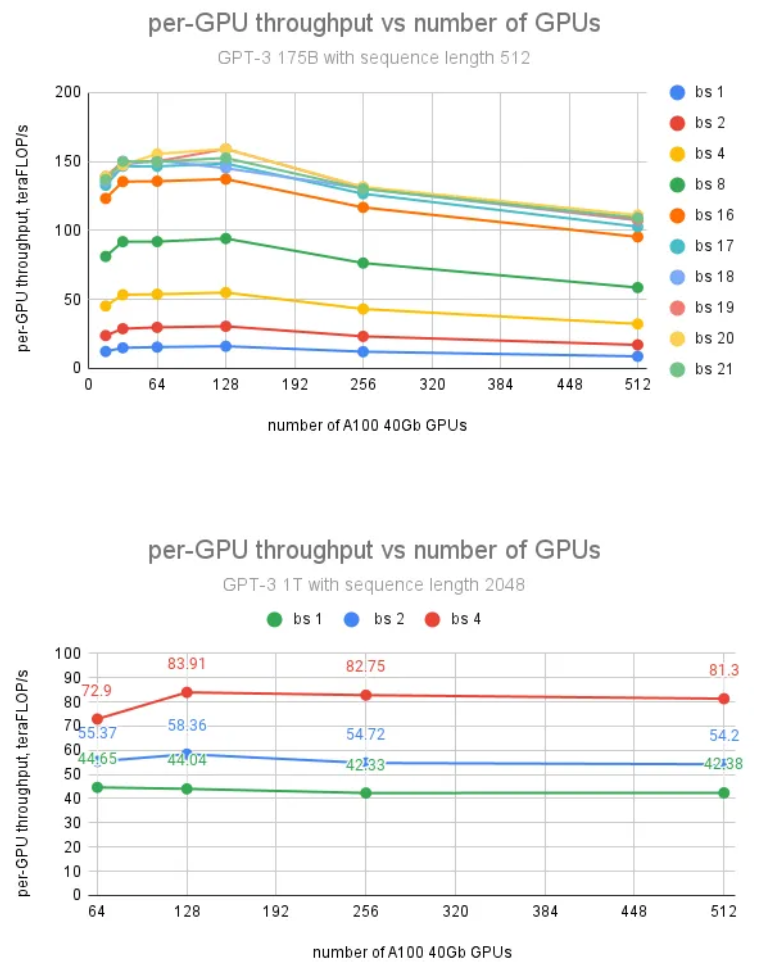 per-GPU throughput vs number of GPUs
GPT-3 175B with sequence length 512
200
150
100
50
0
per-GPU throughput, teraFLOP/s
0 64 128 192 256 320 384 448 512
number of A100 40Gb GPUs
bs 1
bs 2
bs 4
bs 8
bs 16
bs 17
bs 18
bs 19
bs 20
bs 21
per-GPU throughput vs number of GPUs
GPT-3 1T with sequence length 2048
bs 1 bs 2 bs 4
100
90
80
70
60
50
40
30
20
10
0
per-GPU throughput, teraFLOP/s
72.9 83.91 82.75 81.3
55.37 58.36 54.72 54.2
44.65 44.04 42.33 42.38
64 128 192 256 320 384 448 512
number of A100 40Gb GPUs